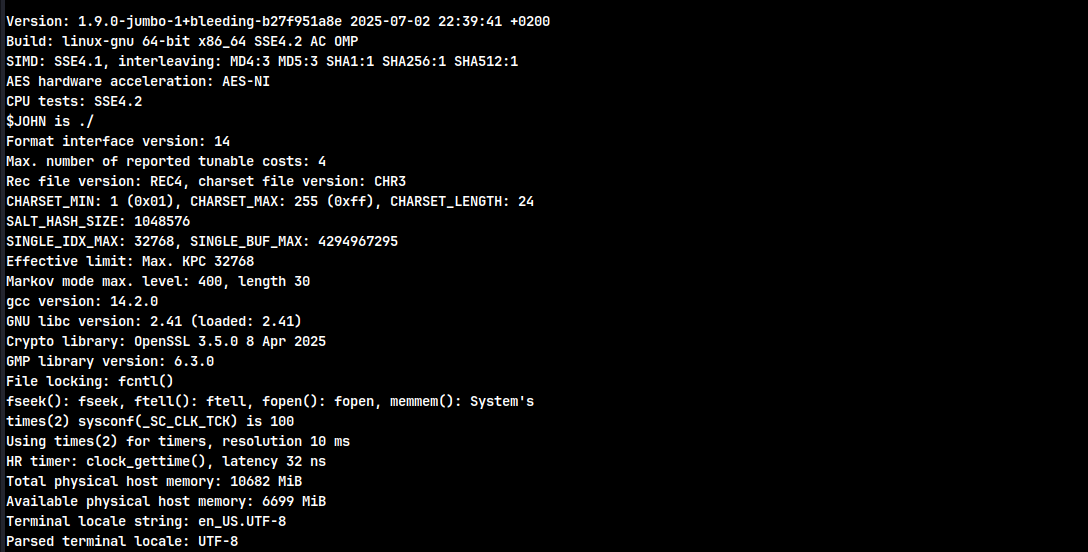 Version: 1.9.0-jumbo-1+bleeding-b27f951a8e 2025-07-02 22:39:41 +0200
Build: linux-gnu 64-bit x86_64 SSE4.2 AC OMP
SIMD: SSE4.1, interleaving: MD4:3 MD5:3 SHA1:1 SHA256:1 SHA512:1
AES hardware acceleration: AES-NI
CPU tests: SSE4.2
$JOHN is ./
Format interface version: 14
Max. number of reported tunable costs: 4
Rec file version: REC4, charset file version: CHR3
CHARSET_MIN: 1 (0x01), CHARSET_MAX: 255 (0xff), CHARSET_LENGTH: 24
SALT_HASH_SIZE: 1048576
SINGLE_IDX_MAX: 32768, SINGLE_BUF_MAX: 4294967295
Effective limit: Max. KPC 32768
Markov mode max. level: 400, length 30
gcc version: 14.2.0
GNU libc version: 2.41 (loaded: 2.41)
Crypto library: OpenSSL 3.5.0 8 Apr 2025
GMP library version: 6.3.0
File locking: fcntl()
fseek(): fseek, ftell(): ftell, fopen(): fopen, memmem(): System's
times(2) sysconf(_SC_CLK_TCK) is 100
Using times(2) for timers, resolution 10 ms
HR timer: clock_gettime(), latency 32 ns
Total physical host memory: 10682 MiB
Available physical host memory: 6699 MiB
Terminal locale string: en_US.UTF-8
Parsed terminal locale: UTF-8